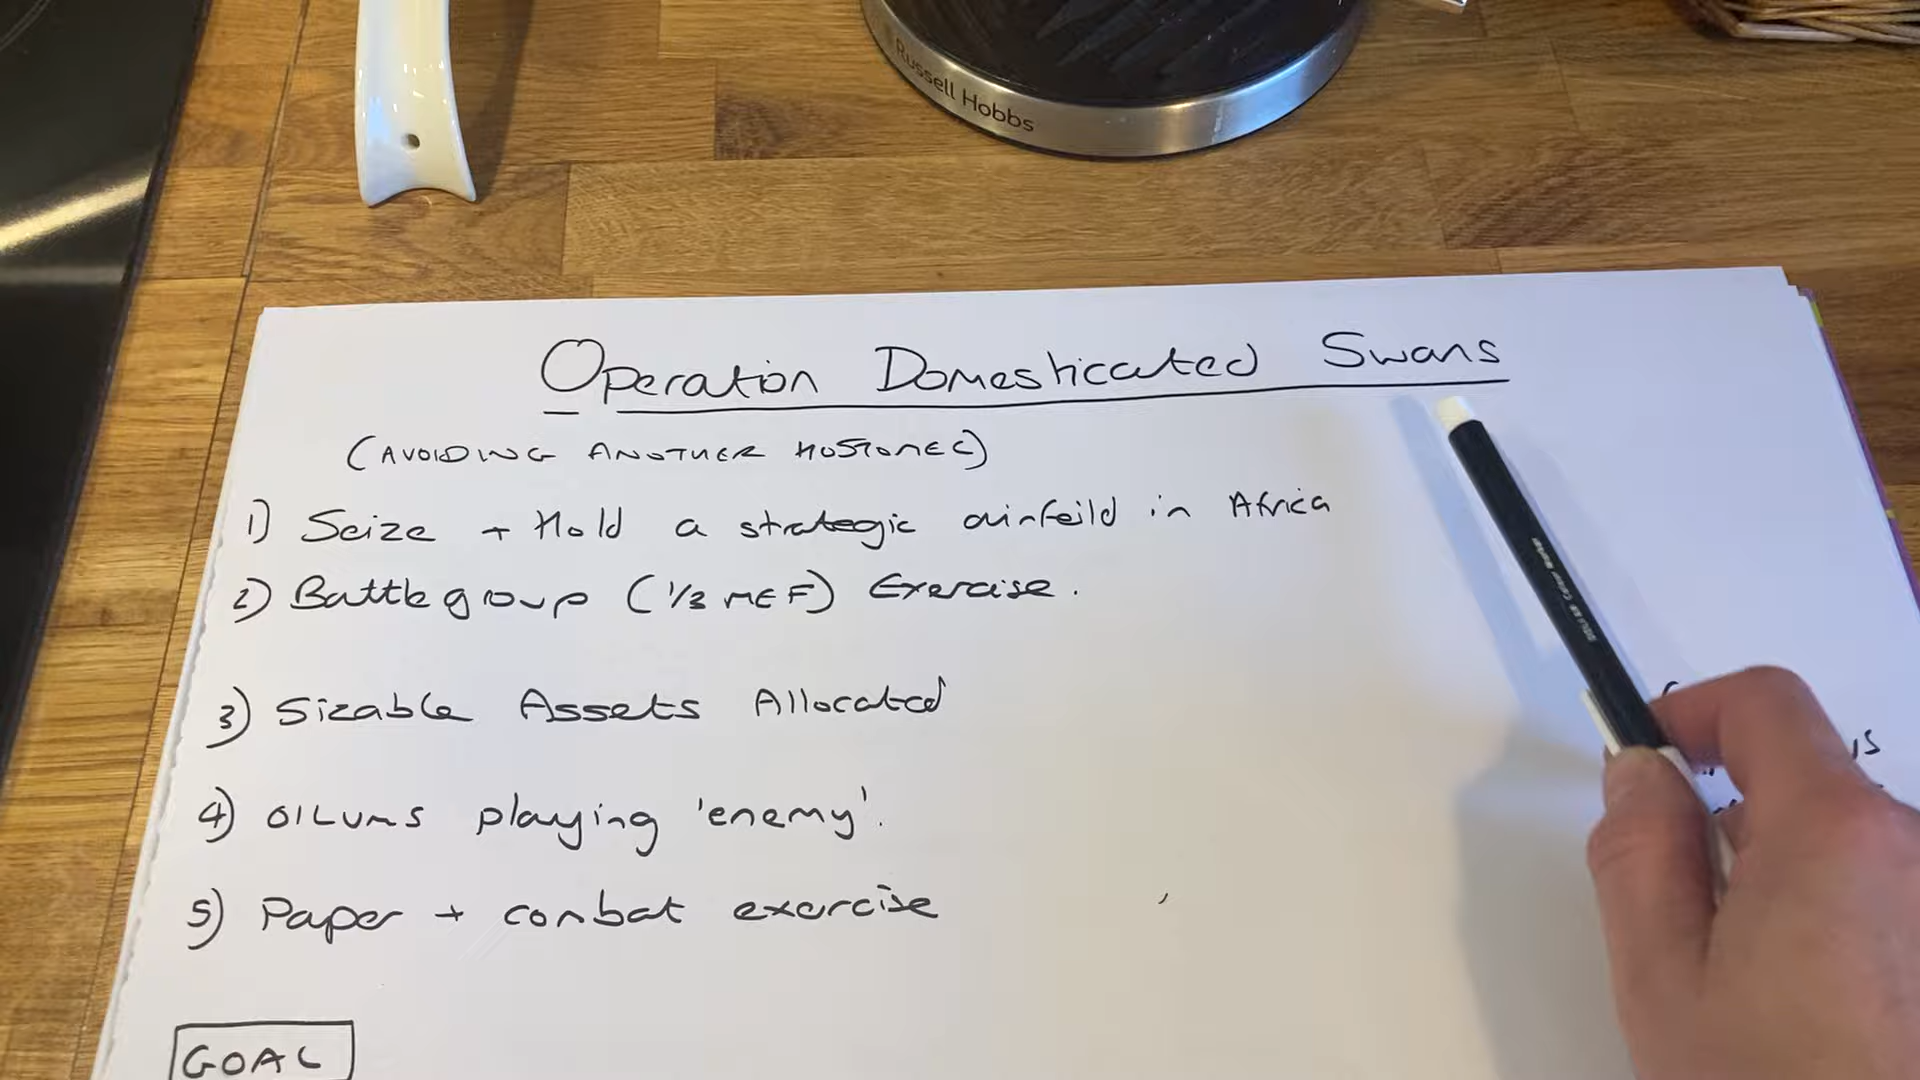 Russell Hobbs
Operation Domesticated Swans
(AVOIDING ANOTHER HOSTOMEL)
1) Seize + Hold a strategic airfeild in Africa
2) Battlegroup (1/3 MEF) Exercise.
3) Sizable Assets Allocated
4) OILUMS playing 'enemy'.
5) Paper + combat exercise
GOAL